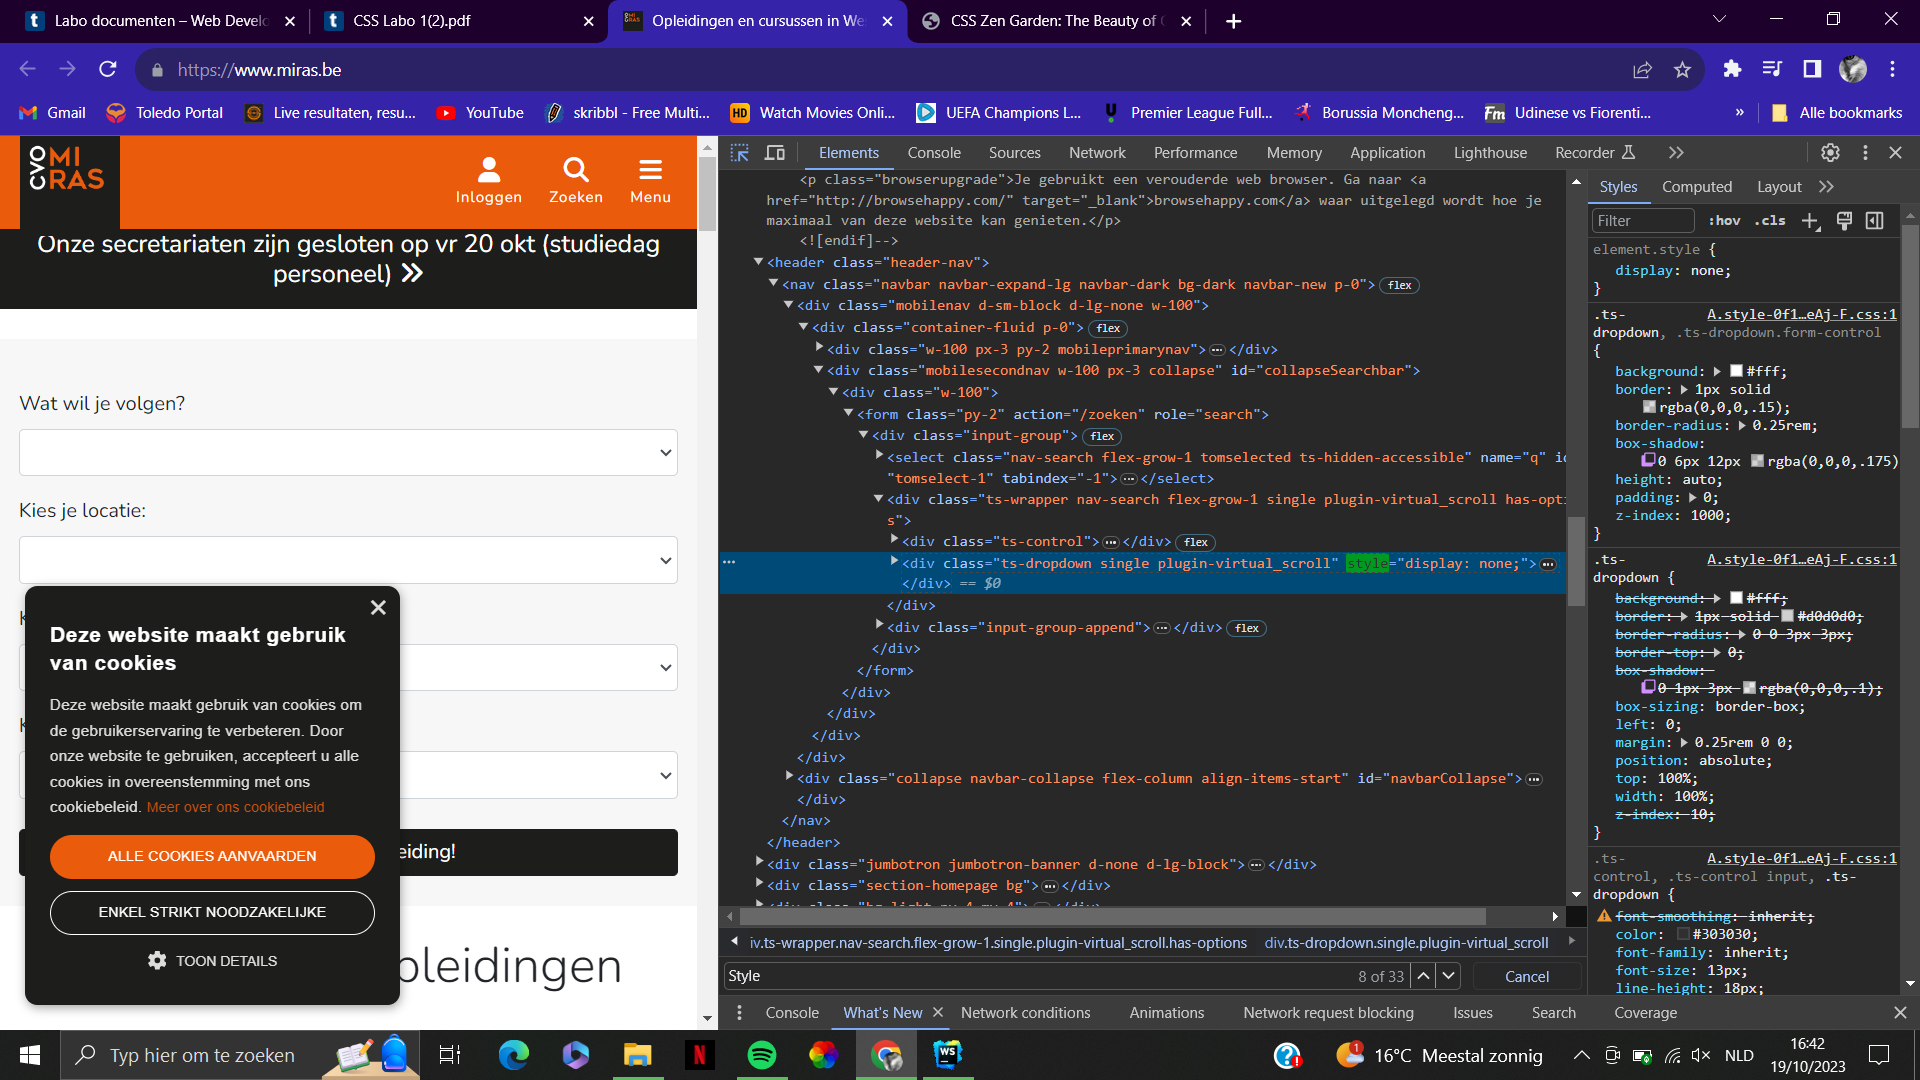 Labo documenten – Web Develo
CSS Labo 1(2).pdf
Opleidingen en cursussen in We
CSS Zen Garden: The Beauty of
https://www.miras.be
Gmail
Toledo Portal
Live resultaten, resu...
YouTube
skribbl - Free Multi...
Watch Movies Onli...
UEFA Champions L...
Premier League Full...
Borussia Moncheng...
Udinese vs Fiorenti...
»
Alle bookmarks
CVO MIRAS
Inloggen
Zoeken
Menu
Onze secretariaten zijn gesloten op vr 20 okt (studiedag
personeel)
Wat wil je volgen?
Kies je locatie:
Deze website maakt gebruik
van cookies
Deze website maakt gebruik van cookies om
de gebruikerservaring te verbeteren. Door
onze website te gebruiken, accepteert u alle
cookies in overeenstemming met ons
cookiebeleid. Meer over ons cookiebeleid
ALLE COOKIES AANVAARDEN
ENKEL STRIKT NOODZAKELIJKE
TOON DETAILS
eiding!
pleidingen
Elements
Console
Sources
Network
Performance
Memory
Application
Lighthouse
Recorder
<p class="browserupgrade">Je gebruikt een verouderde web browser. Ga naar <a
href="http://browsehappy.com/" target="_blank">browsehappy.com</a> waar uitgelegd wordt hoe je
maximaal van deze website kan genieten.</p>
<![endif]-->
<header class="header-nav">
<nav class="navbar navbar-expand-lg navbar-dark bg-dark navbar-new p-0"> flex
<div class="mobilenav d-sm-block d-lg-none w-100">
<div class="container-fluid p-0"> flex
<div class="w-100 px-3 py-2 mobileprimarynav">…</div>
<div class="mobilesecondnav w-100 px-3 collapse" id="collapseSearchbar">
<div class="w-100">
<form class="py-2" action="/zoeken" role="search">
<div class="input-group"> flex
<select class="nav-search flex-grow-1 tomselected ts-hidden-accessible" name="q" id
"tomselect-1" tabindex="-1">…</select>
<div class="ts-wrapper nav-search flex-grow-1 single plugin-virtual_scroll has-opti
s">
<div class="ts-control">…</div> flex
<div class="ts-dropdown single plugin-virtual_scroll" style="display: none;">…
</div> == $0
</div>
<div class="input-group-append">…</div> flex
</div>
</form>
</div>
</div>
</div>
</div>
<div class="collapse navbar-collapse flex-column align-items-start" id="navbarCollapse">…
</div>
</nav>
</header>
<div class="jumbotron jumbotron-banner d-none d-lg-block">…</div>
<div class="section-homepage bg">…</div>
iv.ts-wrapper.nav-search.flex-grow-1.single.plugin-virtual_scroll.has-options
div.ts-dropdown.single.plugin-virtual_scroll
Style
8 of 33
Cancel
Styles
Computed
Layout
Filter
:hov
.cls
element.style {
display: none;
}
.ts- A.style-0f1…eAj-F.css:1
dropdown, .ts-dropdown.form-control
{
background: #fff;
border: 1px solid
rgba(0,0,0,.15);
border-radius: 0.25rem;
box-shadow:
0 6px 12px rgba(0,0,0,.175)
height: auto;
padding: 0;
z-index: 1000;
}
.ts- A.style-0f1…eAj-F.css:1
dropdown {
background: #fff;
border: 1px solid #d0d0d0;
border-radius: 0 0 3px 3px;
border-top: 0;
box-shadow:
0 1px 3px rgba(0,0,0,.1);
box-sizing: border-box;
left: 0;
margin: 0.25rem 0 0;
position: absolute;
top: 100%;
width: 100%;
z-index: 10;
}
.ts- A.style-0f1…eAj-F.css:1
control, .ts-control input, .ts-
dropdown {
font-smoothing: inherit;
color: #303030;
font-family: inherit;
font-size: 13px;
line-height: 18px;
Console
What's New
Network conditions
Animations
Network request blocking
Issues
Search
Coverage
Typ hier om te zoeken
1
16°C Meestal zonnig
NLD
16:42
19/10/2023